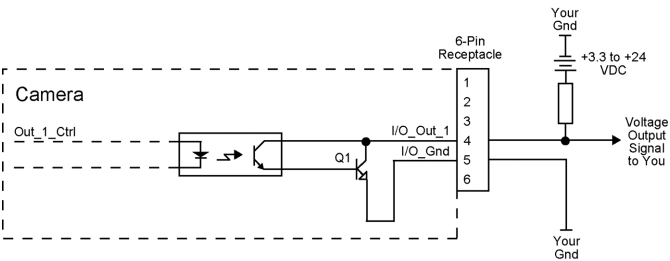 Your
Gnd
6-Pin
Receptacle
+3.3 to +24
VDC
Camera
1
2
3
Out_1_Ctrl
I/O_Out_1
4
Voltage
Output
Signal
to You
Q1
I/O_Gnd
5
6
Your
Gnd